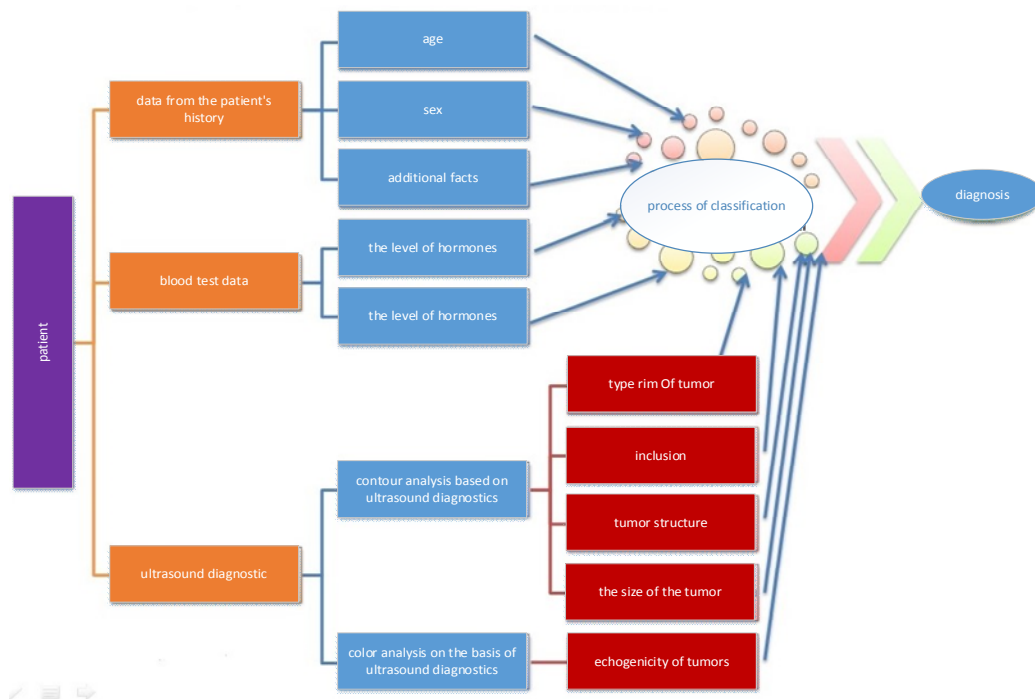 patient
data from the patient's
history
blood test data
ultrasound diagnostic
age
sex
additional facts
the level of hormones
the level of hormones
contour analysis based on
ultrasound diagnostics
color analysis on the basis of
ultrasound diagnostics
type rim Of tumor
inclusion
tumor structure
the size of the tumor
echogenicity of tumors
process of classification
diagnosis